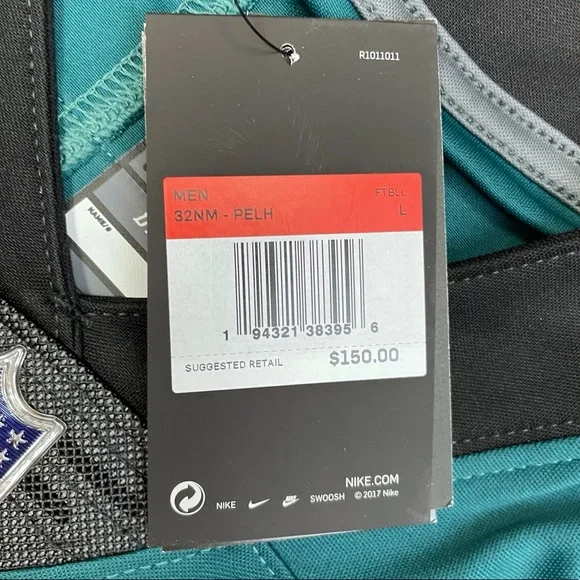 R1011011
MEN FTBLL
32NM - PELH L
1 94321 38395 6
SUGGESTED RETAIL $150.00
NIKE.COM
NIKE SWOOSH © 2017 Nike
NAME/#